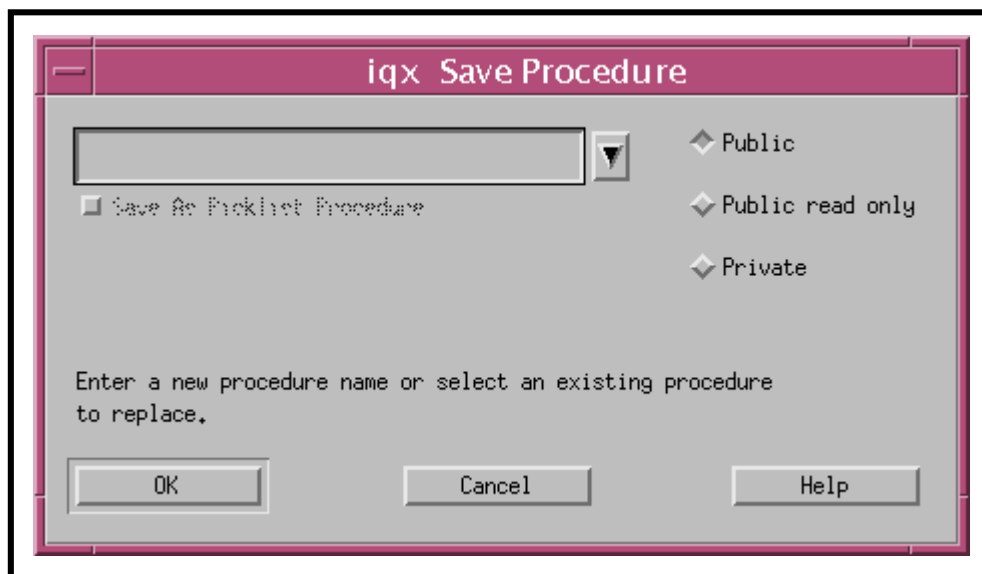 iqx Save Procedure
Public
Save As Picklist Procedure
Public read only
Private
Enter a new procedure name or select an existing procedure
to replace.
OK Cancel Help